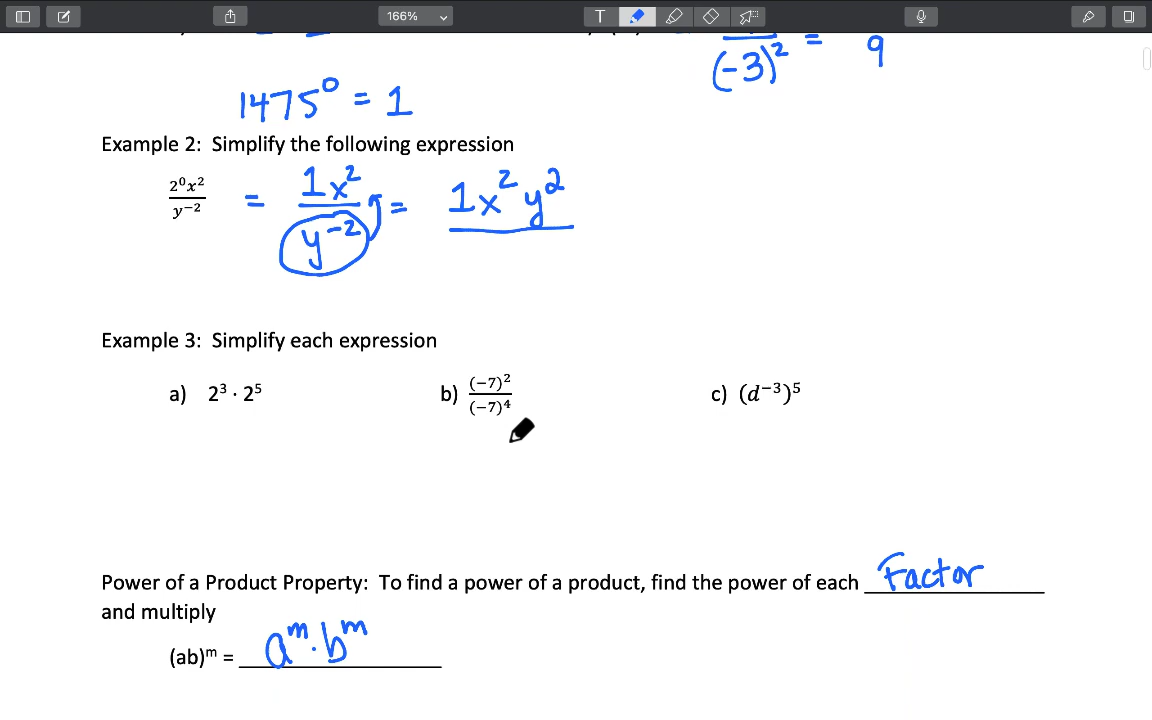 166%
T
(-3)² = 9
1475⁰ = 1
Example 2: Simplify the following expression
2⁰x²/y⁻² = 1x²/y⁻² = 1x²y²
Example 3: Simplify each expression
a) 2³ · 2⁵ b) (−7)²/(−7)⁴ c) (d⁻³)⁵
Power of a Product Property: To find a power of a product, find the power of each Factor
and multiply
(ab)ᵐ = aᵐ·bᵐ